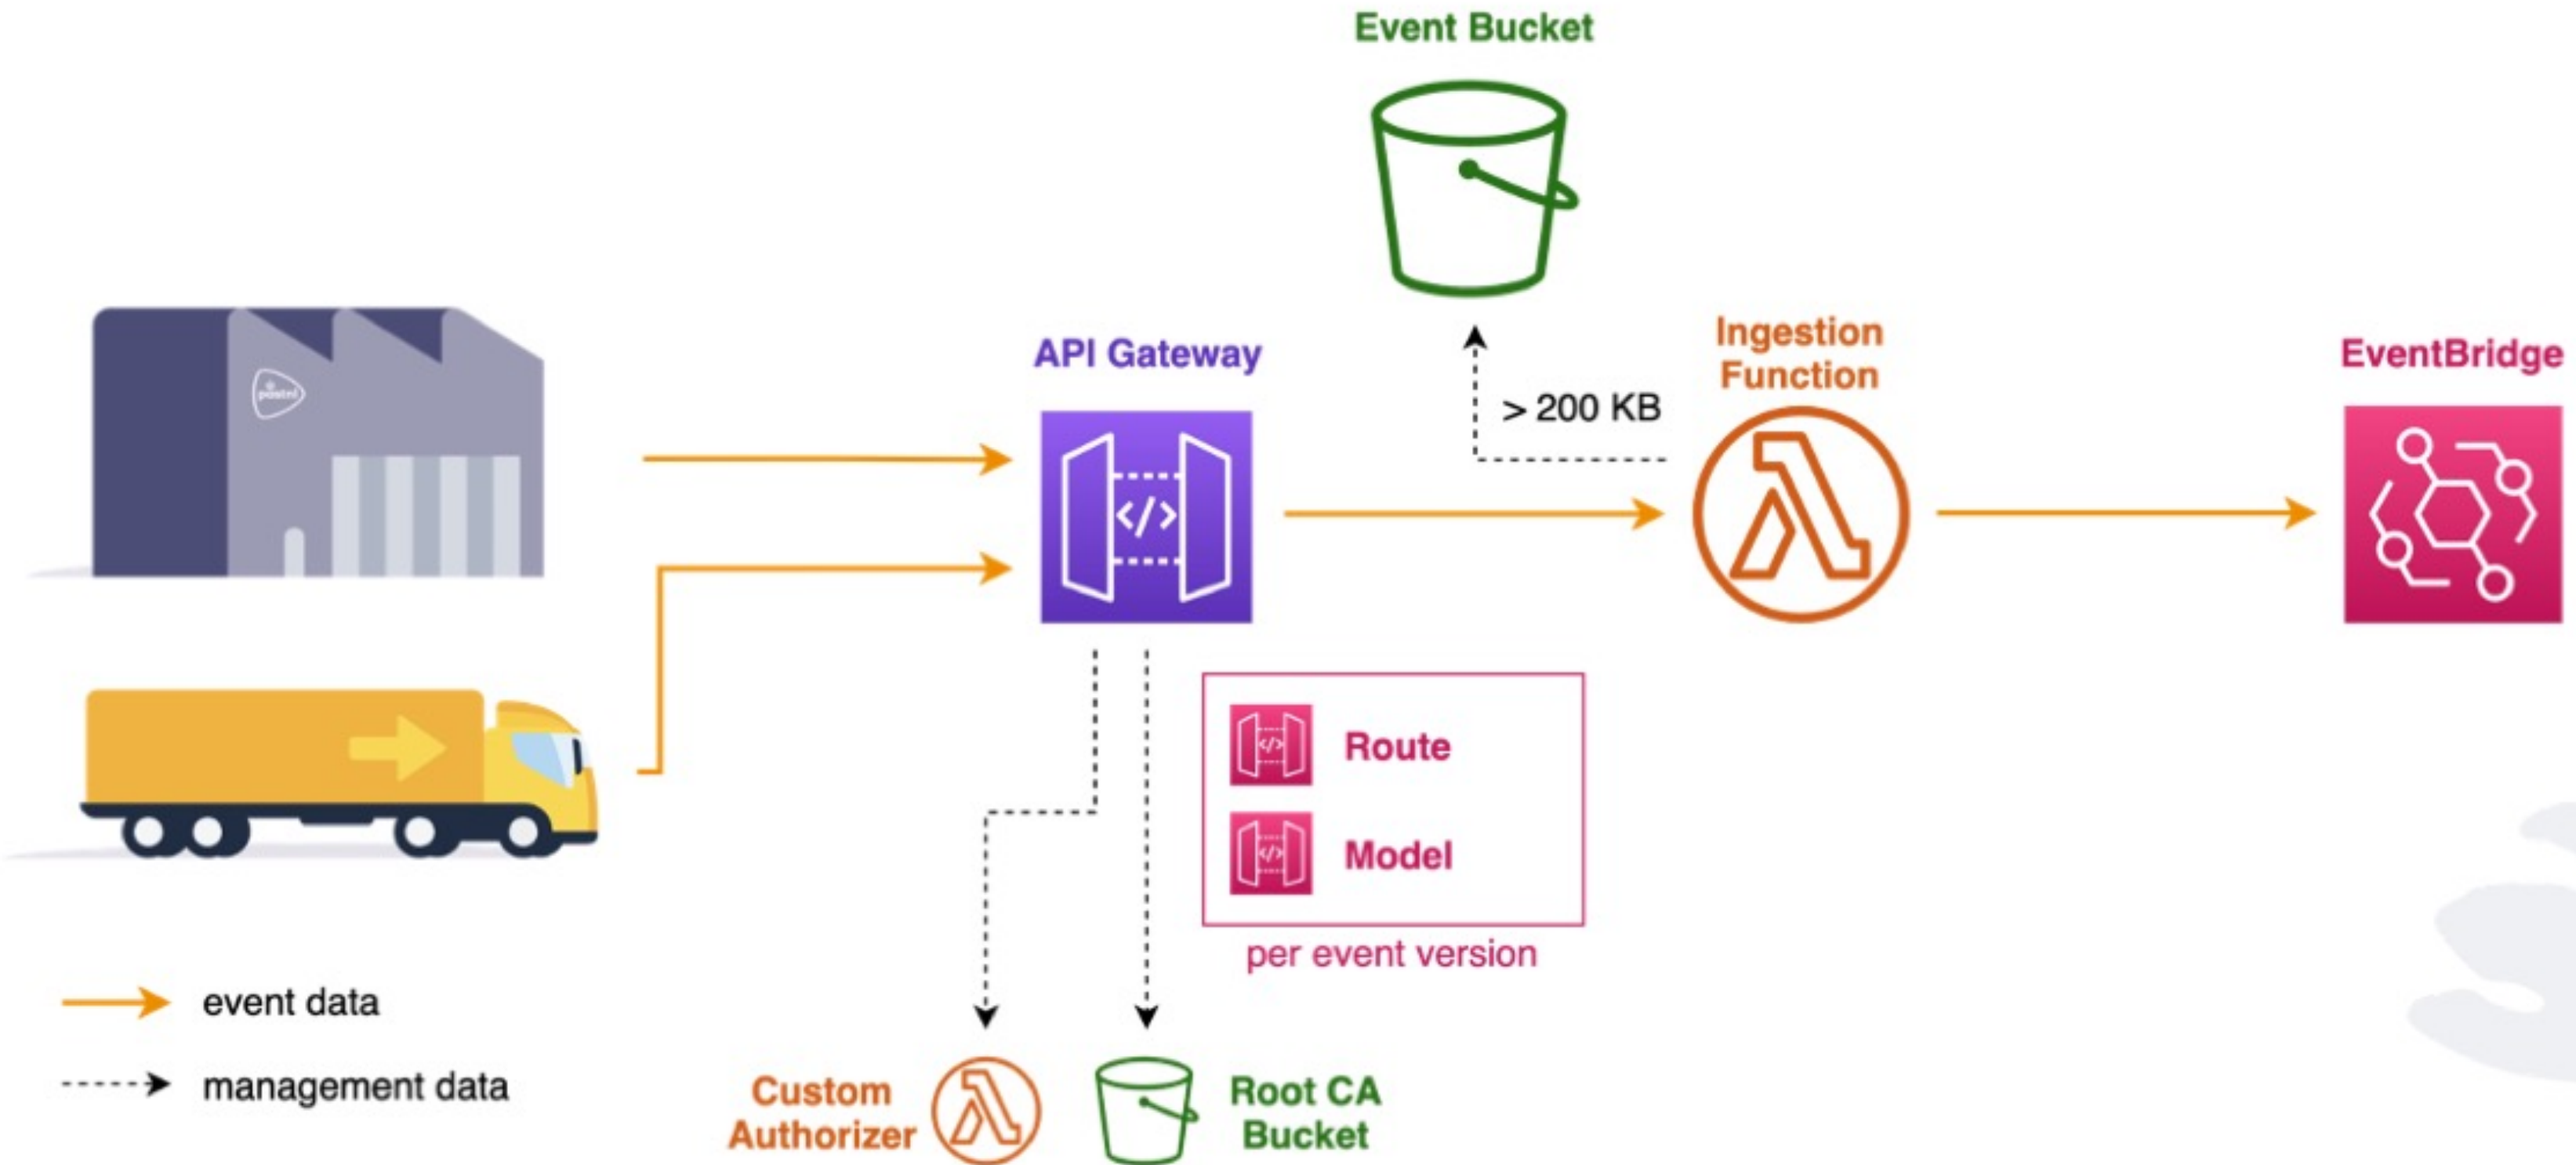 Event Bucket
API Gateway
> 200 KB
Ingestion
Function
EventBridge
postnl
Route
Model
per event version
event data
management data
Custom
Authorizer
Root CA
Bucket